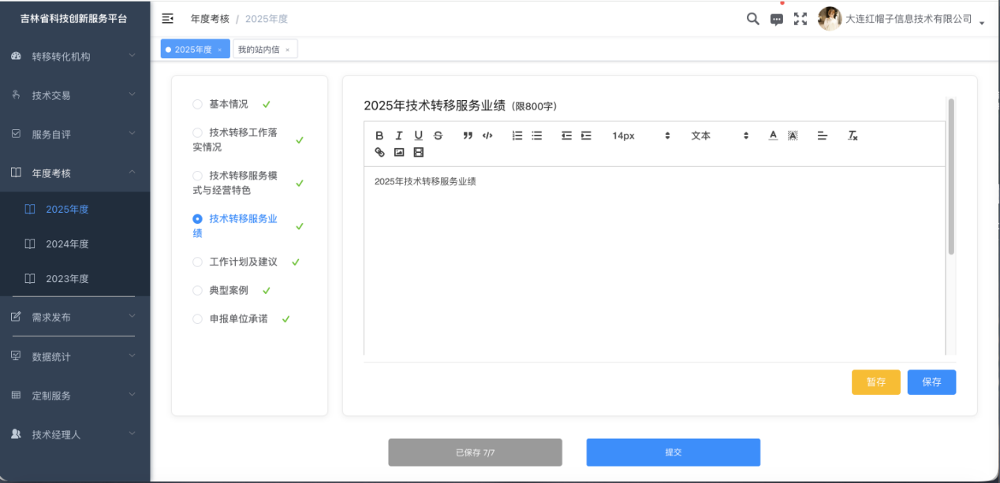 吉林省科技创新服务平台
年度考核 / 2025年度
大连红帽子信息技术有限公司
2025年度 ×
我的站内信 ×
转移转化机构
技术交易
服务自评
年度考核
2025年度
2024年度
2023年度
需求发布
数据统计
定制服务
技术经理人
基本情况
技术转移工作落
实情况
技术转移服务模
式与经营特色
技术转移服务业
绩
工作计划及建议
典型案例
申报单位承诺
2025年技术转移服务业绩（限800字）
14px 文本
2025年技术转移服务业绩
暂存 保存
已保存 7/7
提交